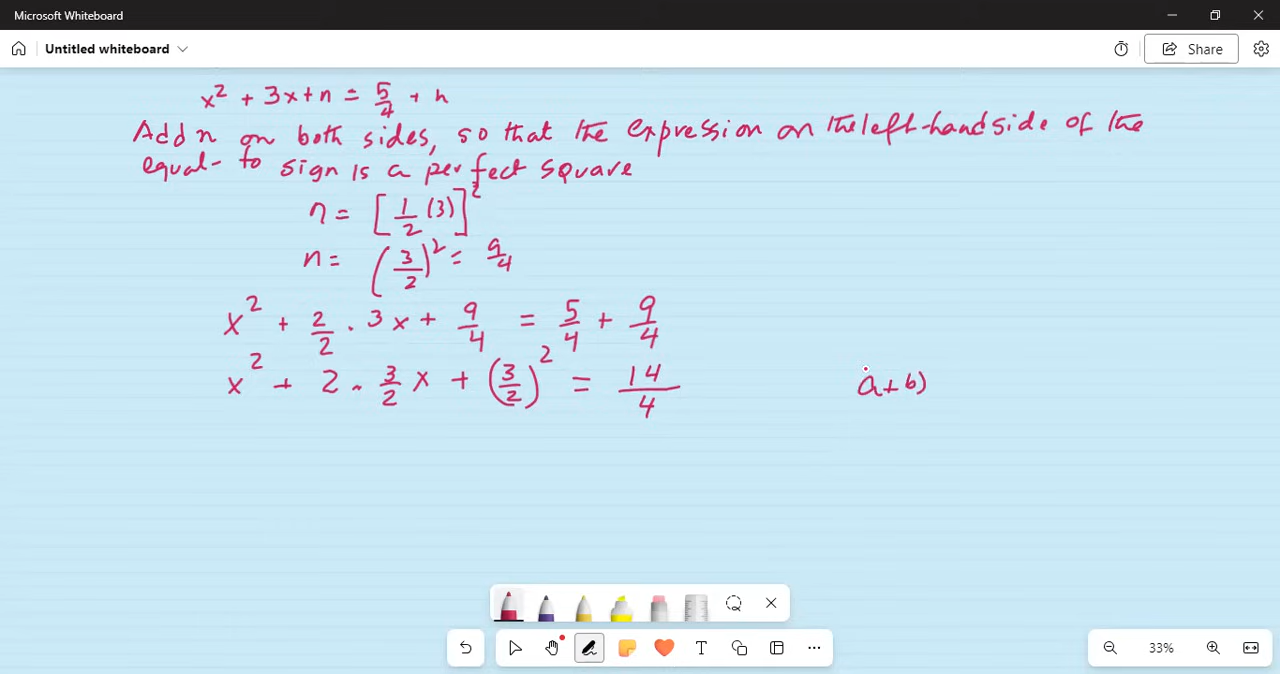 Microsoft Whiteboard
Untitled whiteboard
Share
x² + 3x + n = 5/4 + n
Add n on both sides, so that the expression on the left-hand side of the
equal-to sign is a perfect square
n = [1/2 (3)]²
n = (3/2)² = 9/4
x² + 2/2 · 3x + 9/4 = 5/4 + 9/4
x² + 2 · 3/2 x + (3/2)² = 14/4
a+b)
33%